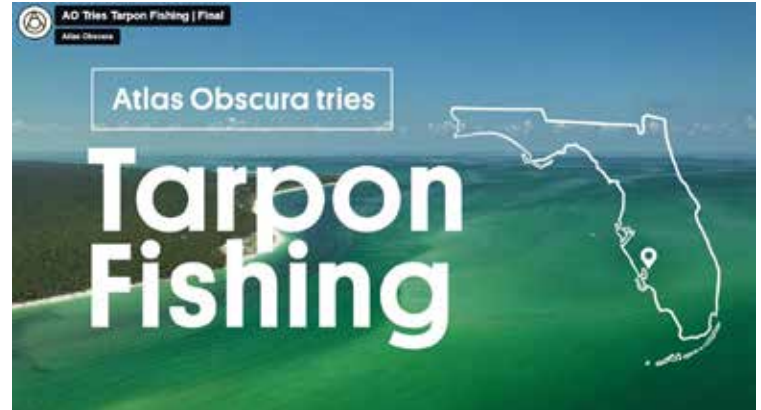 AO Tries Tarpon Fishing | Final
Atlas Obscura
Atlas Obscura tries
Tarpon
Fishing